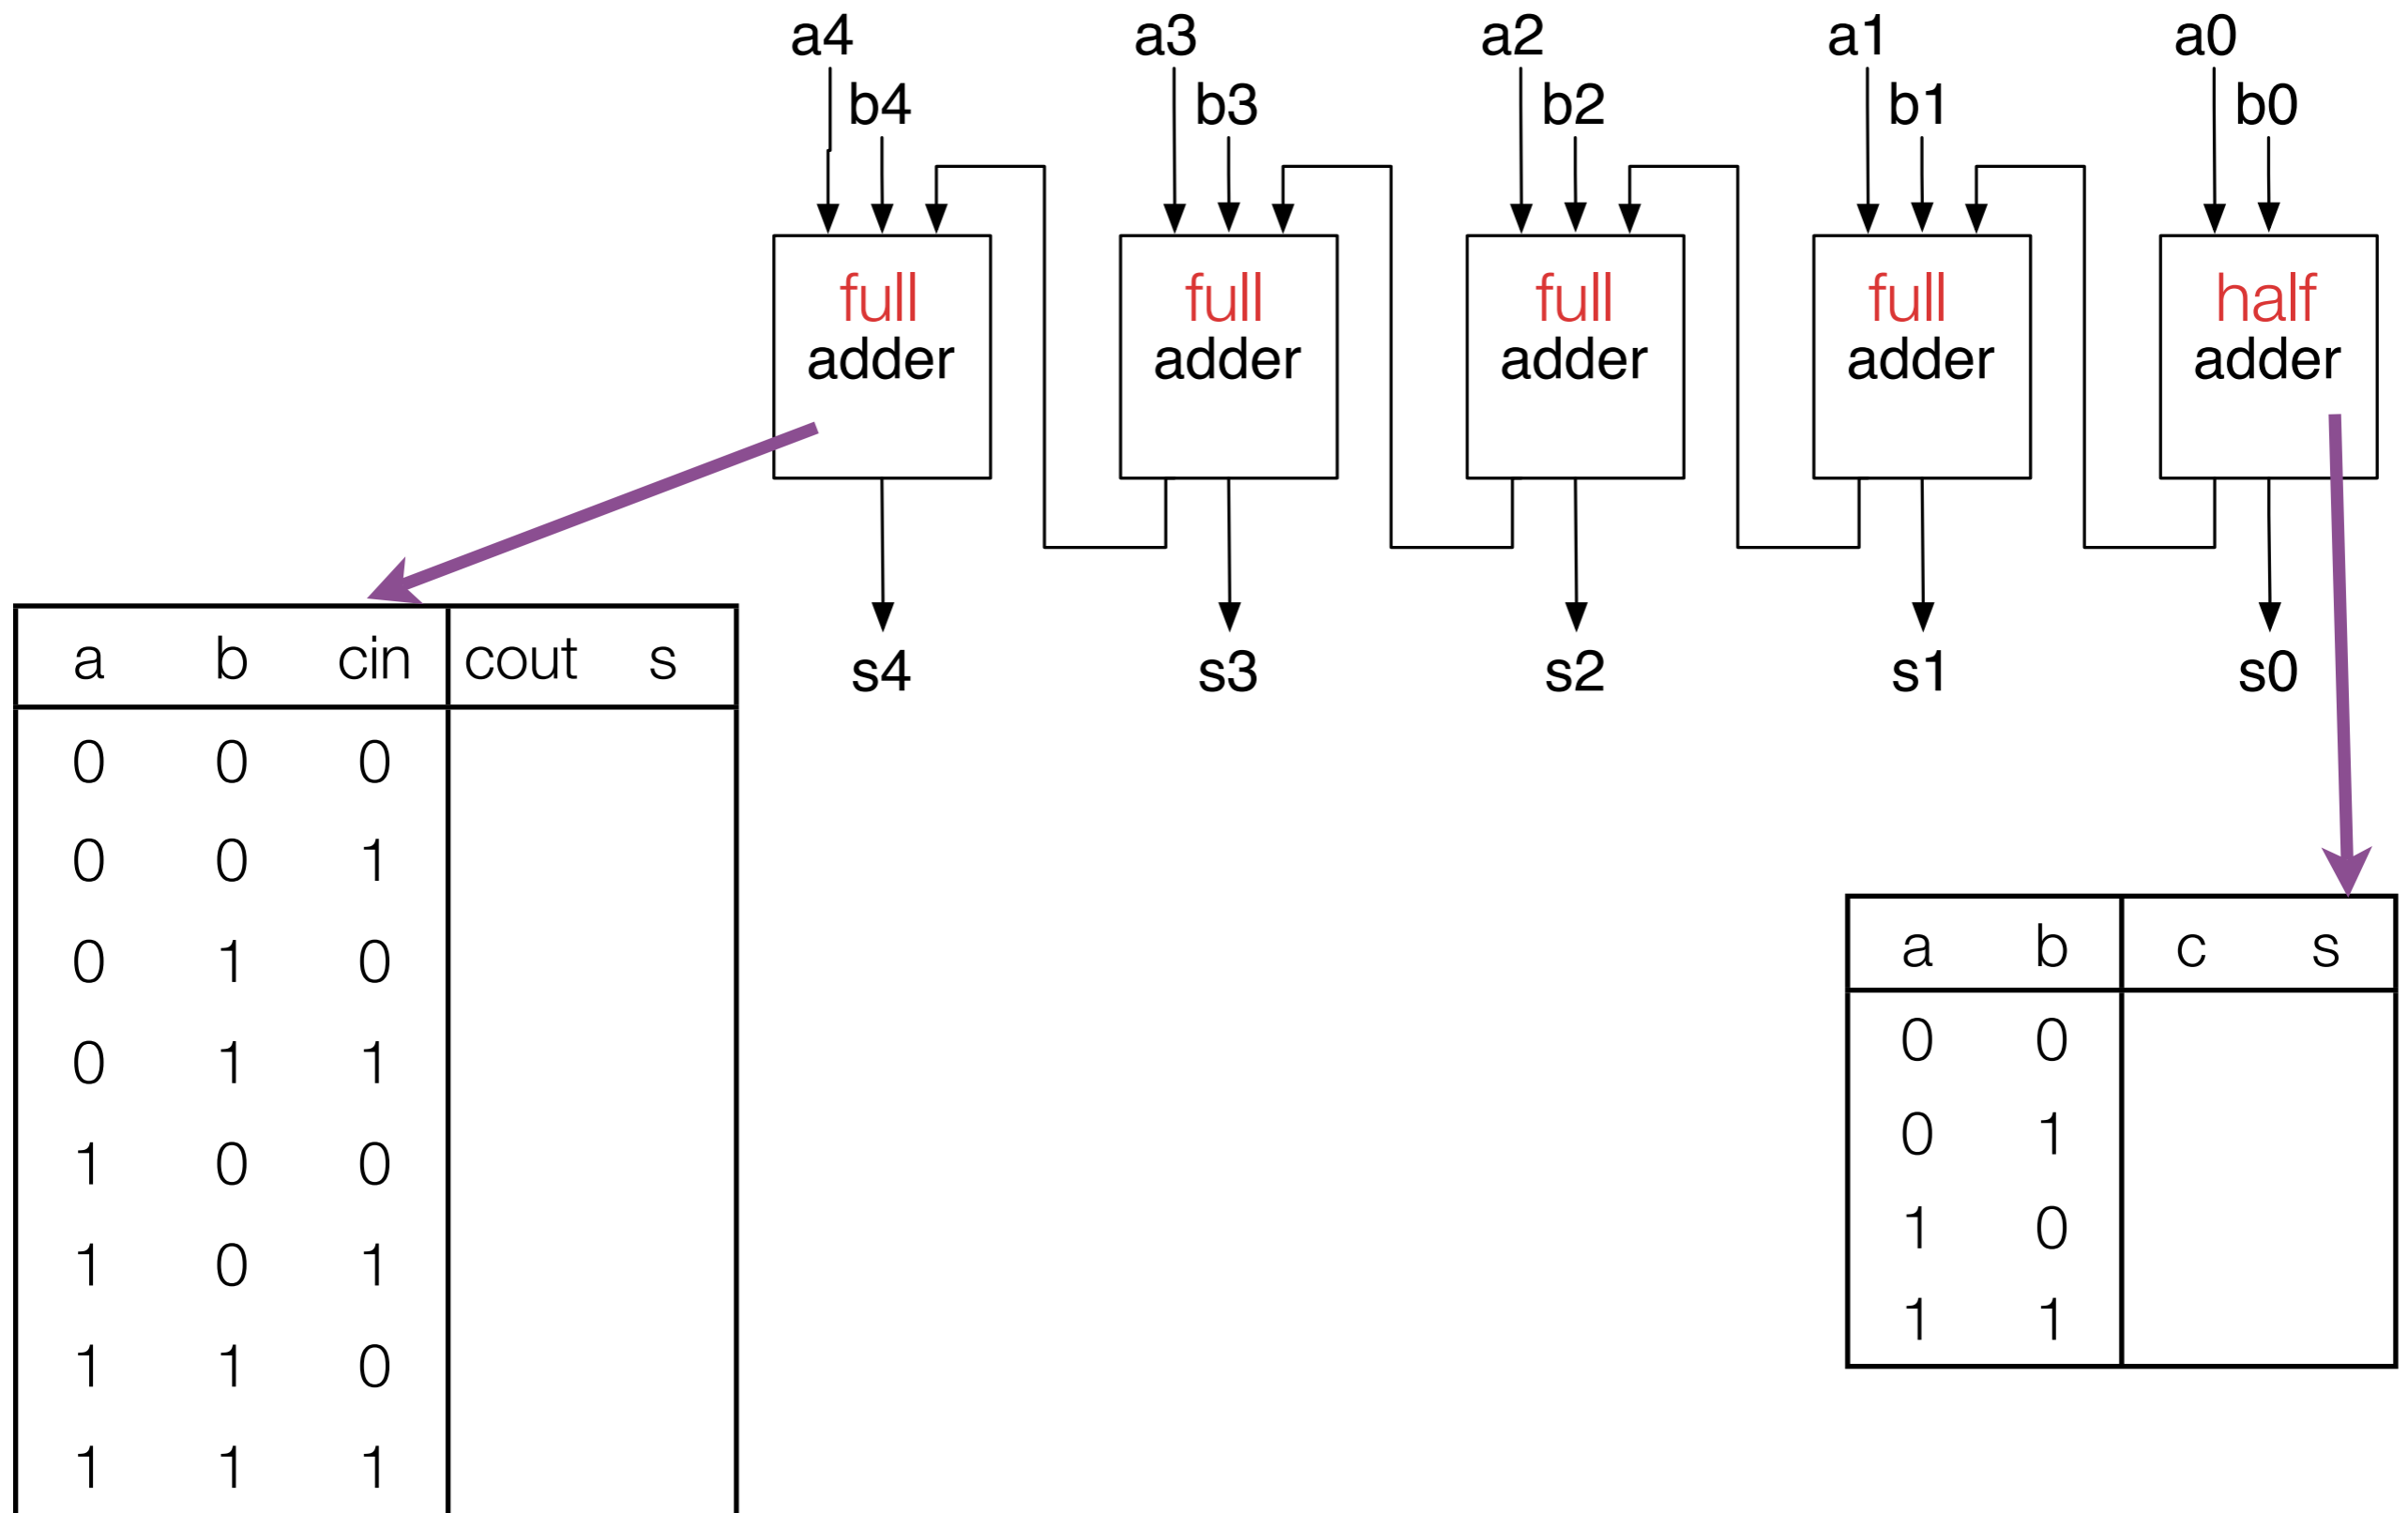 a4 a3 a2 a1 a0
b4 b3 b2 b1 b0
full full full full half
adder adder adder adder adder
s4 s3 s2 s1 s0
a b cin cout s
0 0 0
0 0 1
0 1 0
0 1 1
1 0 0
1 0 1
1 1 0
1 1 1
a b c s
0 0
0 1
1 0
1 1